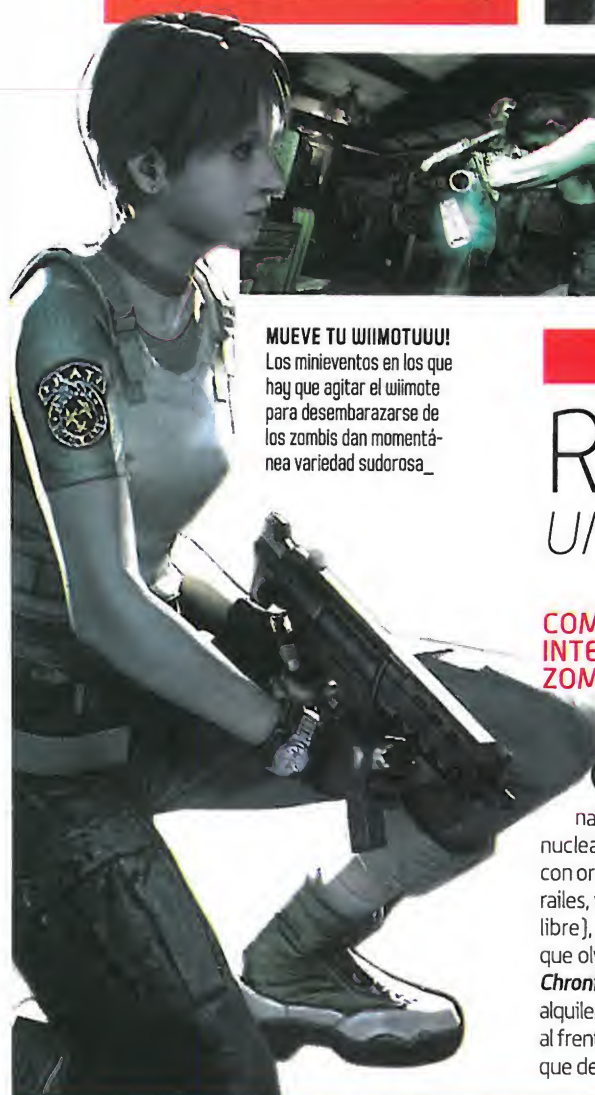 MUEVE TU WIIMOTUUU!
Los minieventos en los que
hay que agitar el wiimote
para desembarazarse de
los zombis dan momentá-
nea variedad sudorosa_
R
COM
INTE
ZOM
na
nuclea
con or
railes,
libre),
que ol
Chron
alquile
al frent
que de